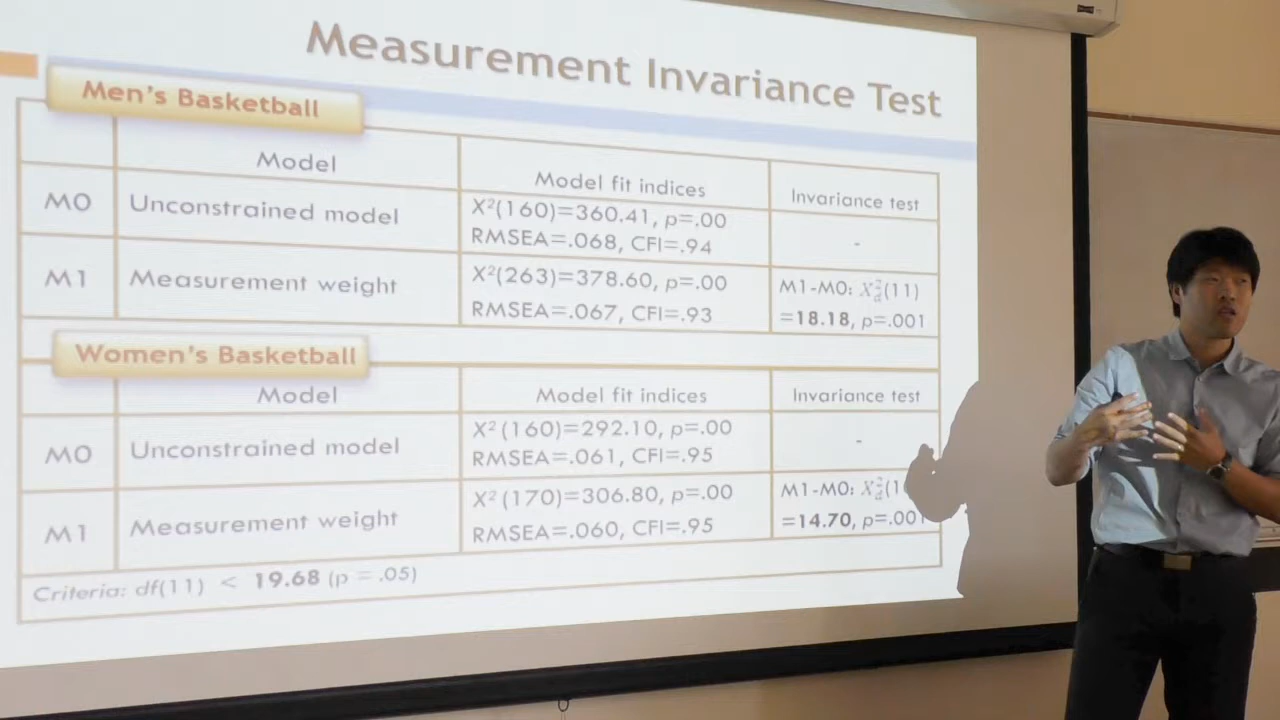 Measurement Invariance Test
Men's Basketball
Model
Model fit indices
Invariance test
M0
Unconstrained model
X²(160)=360.41, p=.00
RMSEA=.068, CFI=.94
-
M1
Measurement weight
X²(263)=378.60, p=.00
RMSEA=.067, CFI=.93
M1-M0: X²d(11)
=18.18, p=.001
Women's Basketball
Model
Model fit indices
Invariance test
M0
Unconstrained model
X²(160)=292.10, p=.00
RMSEA=.061, CFI=.95
-
M1
Measurement weight
X²(170)=306.80, p=.00
RMSEA=.060, CFI=.95
M1-M0:
=14.70, p=.001
Criteria: df(11) < 19.68 (p = .05)